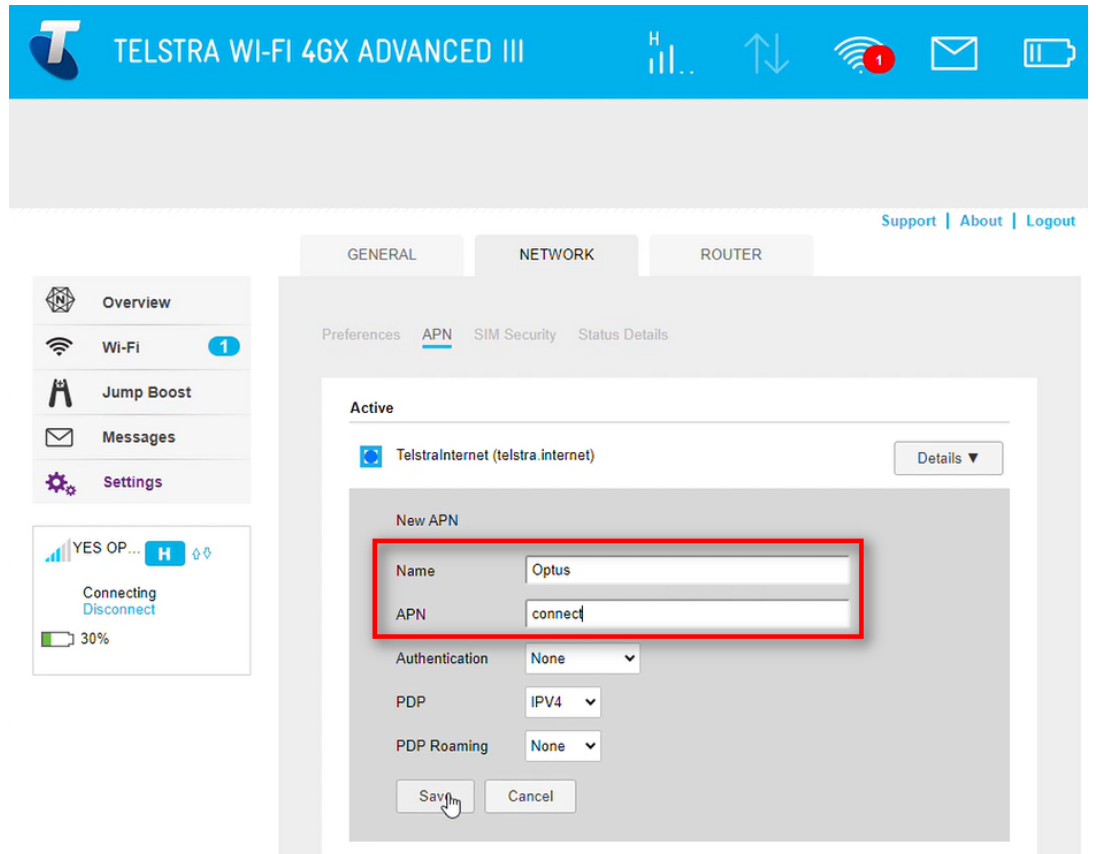 TELSTRA WI-FI 4GX ADVANCED III
H
1
Support | About | Logout
GENERAL NETWORK ROUTER
Overview
Wi-Fi 1
Jump Boost
Messages
Settings
YES OP... H
Connecting
Disconnect
30%
Preferences APN SIM Security Status Details
Active
TelstraInternet (telstra.internet) Details ▼
New APN
Name Optus
APN connect
Authentication None
PDP IPV4
PDP Roaming None
Save Cancel